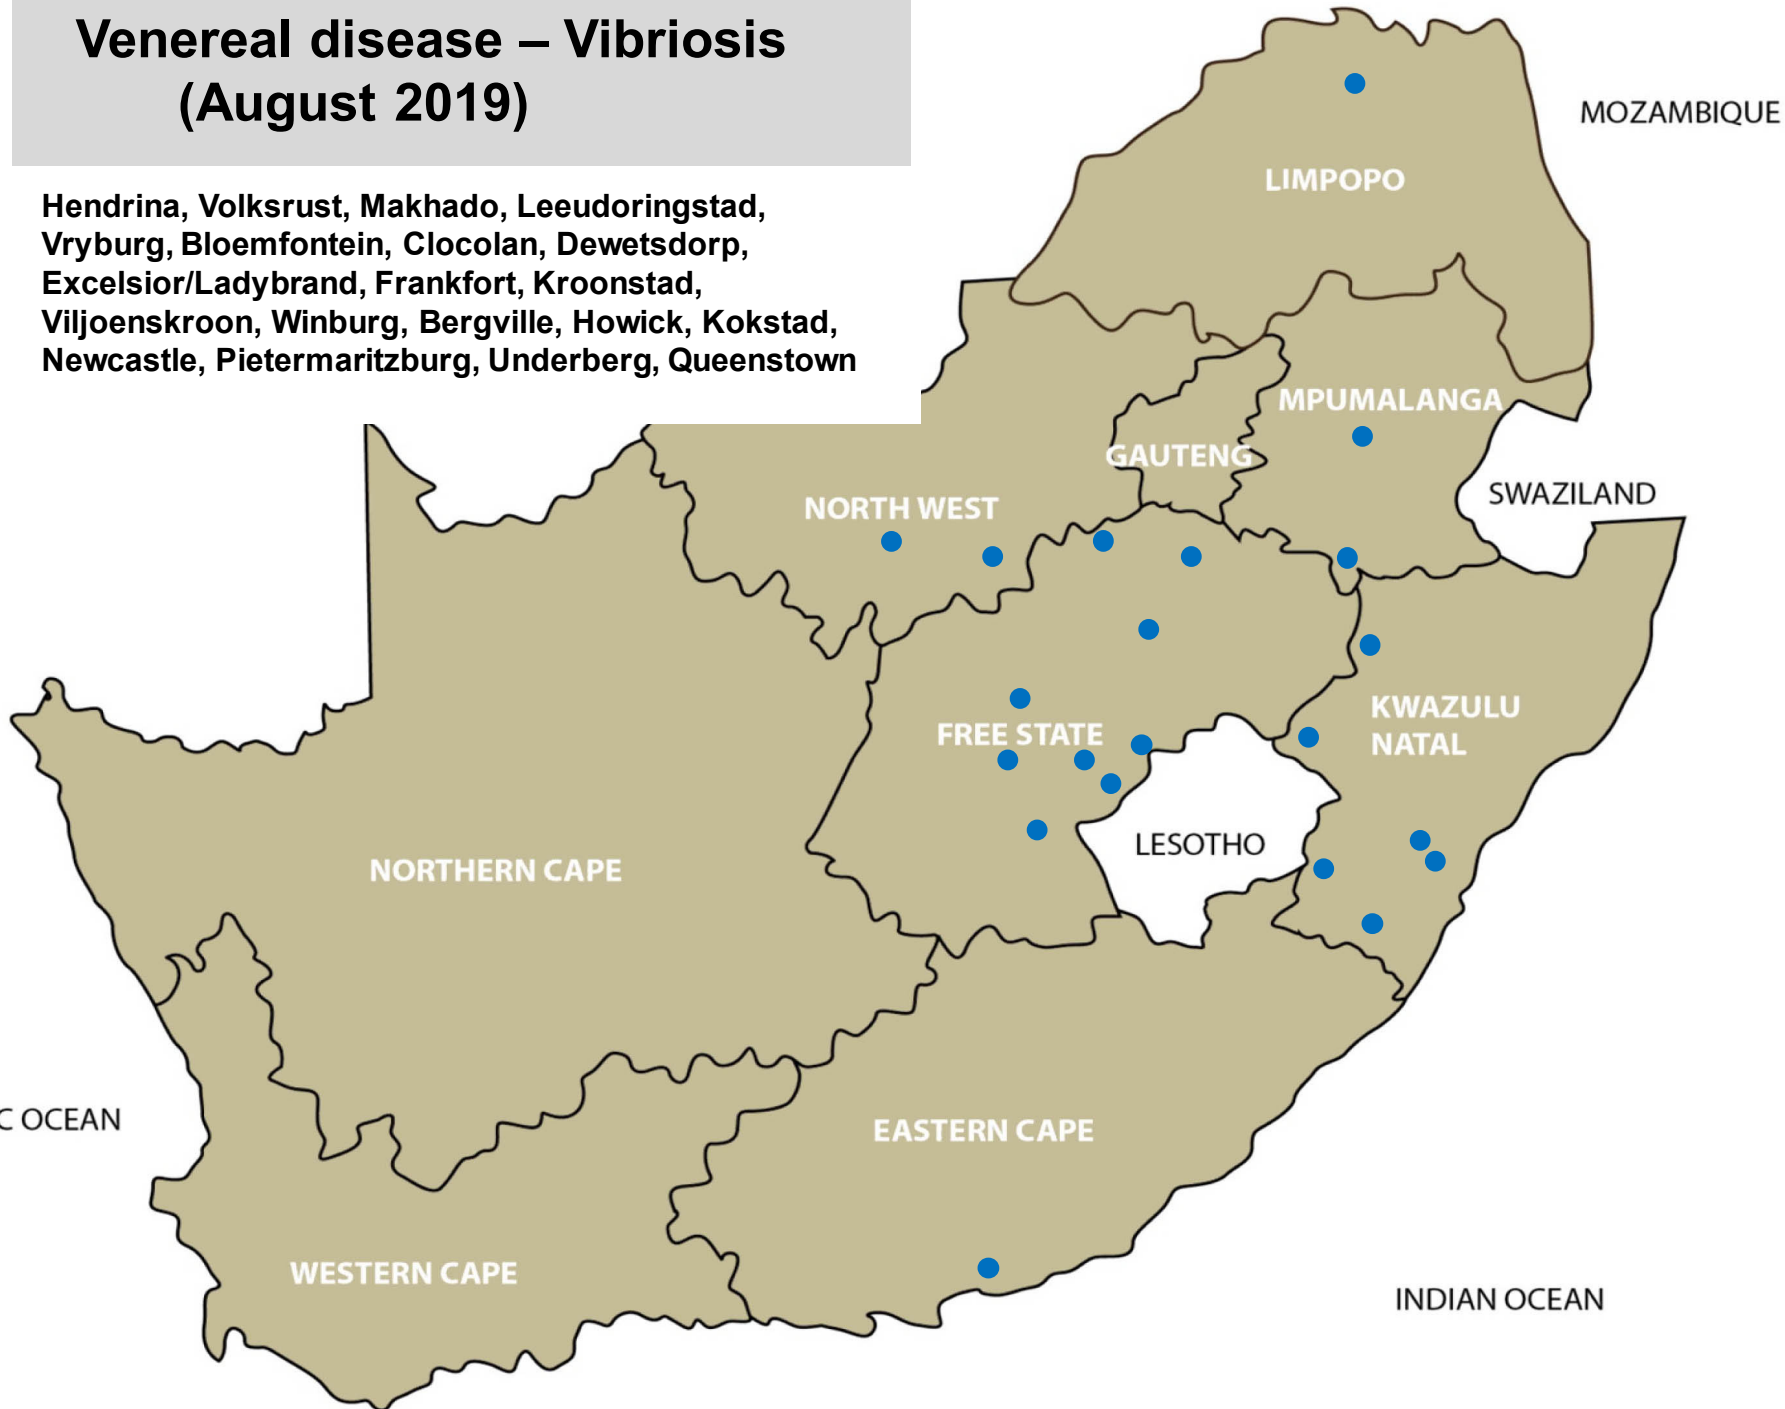 Venereal disease – Vibriosis
(August 2019)
Hendrina, Volksrust, Makhado, Leeudoringstad,
Vryburg, Bloemfontein, Clocolan, Dewetsdorp,
Excelsior/Ladybrand, Frankfort, Kroonstad,
Viljoenskroon, Winburg, Bergville, Howick, Kokstad,
Newcastle, Pietermaritzburg, Underberg, Queenstown
MOZAMBIQUE
LIMPOPO
MPUMALANGA
GAUTENG
SWAZILAND
NORTH WEST
KWAZULU
NATAL
FREE STATE
LESOTHO
NORTHERN CAPE
C OCEAN
EASTERN CAPE
WESTERN CAPE
INDIAN OCEAN